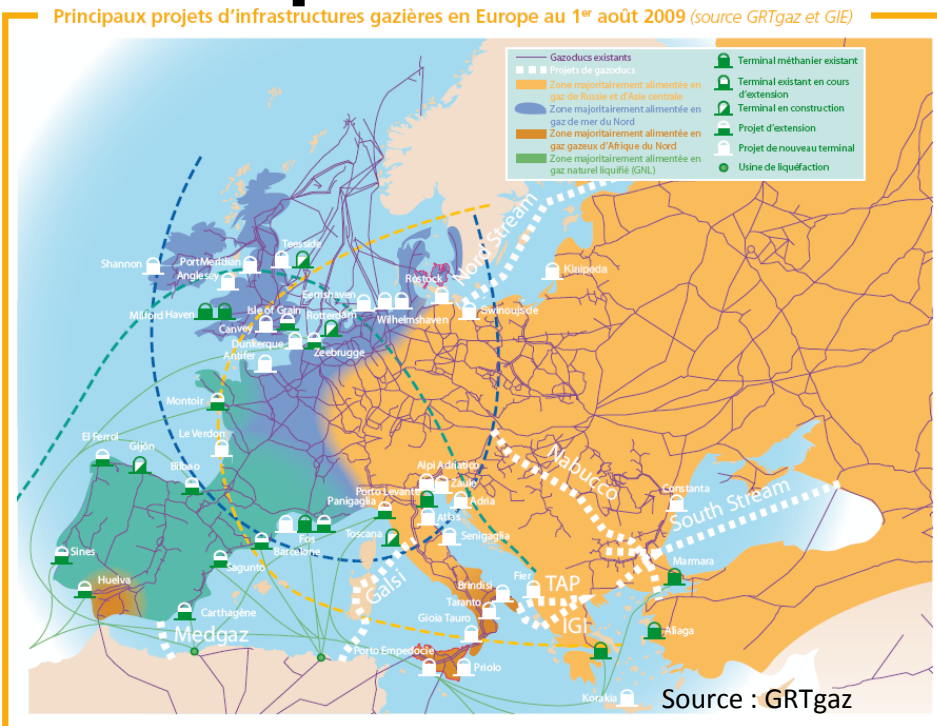 Principaux projets d'infrastructures gazières en Europe au 1er août 2009 (source GRTgaz et GIE)
Gazoducs existants
Projets de gazoducs
Zone majoritairement alimentée en
gaz de Russie et d'Asie centrale
Zone majoritairement alimentée en
gaz de mer du Nord
Zone majoritairement alimentée en
gaz gazeux d'Afrique du Nord
Zone majoritairement alimentée en
gaz naturel liquifié (GNL)
Terminal méthanier existant
Terminal existant en cours
d'extension
Terminal en construction
Projet d'extension
Projet de nouveau terminal
Usine de liquéfaction
Nord Stream
Teesside
Shannon
PortMeridian
Anglesey
Klaipeda
Rostock
Eemshaven
Milford Haven
Isle of Grain
Rotterdam
Wilhelmshaven
Swinoujscie
Canvey
Dunkerque
Zeebrugge
Antifer
Montoir
Le Verdon
El Ferrol
Gijón
Bilbao
Nabucco
Alpi Adriatico
Zaule
Porto Levante
Adria
Constanta
South Stream
Panigaglia
Atlas
Fos
Toscana
Senigaglia
Barcelone
Sines
Sagunto
Marmara
Huelva
Galsi
Brindisi
Fier
TAP
Taranto
Carthagène
Gioia Tauro
IGI
Aliaga
Medgaz
Porto Empedocle
Priolo
Korakia
Source : GRTgaz